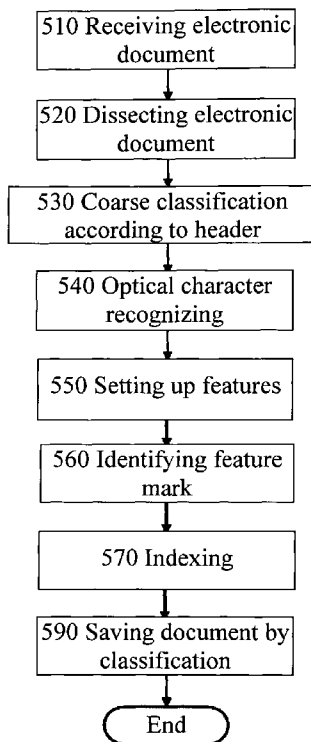 510 Receiving electronic
document
520 Dissecting electronic
document
530 Coarse classification
according to header
540 Optical character
recognizing
550 Setting up features
560 Identifying feature
mark
570 Indexing
590 Saving document by
classification
End